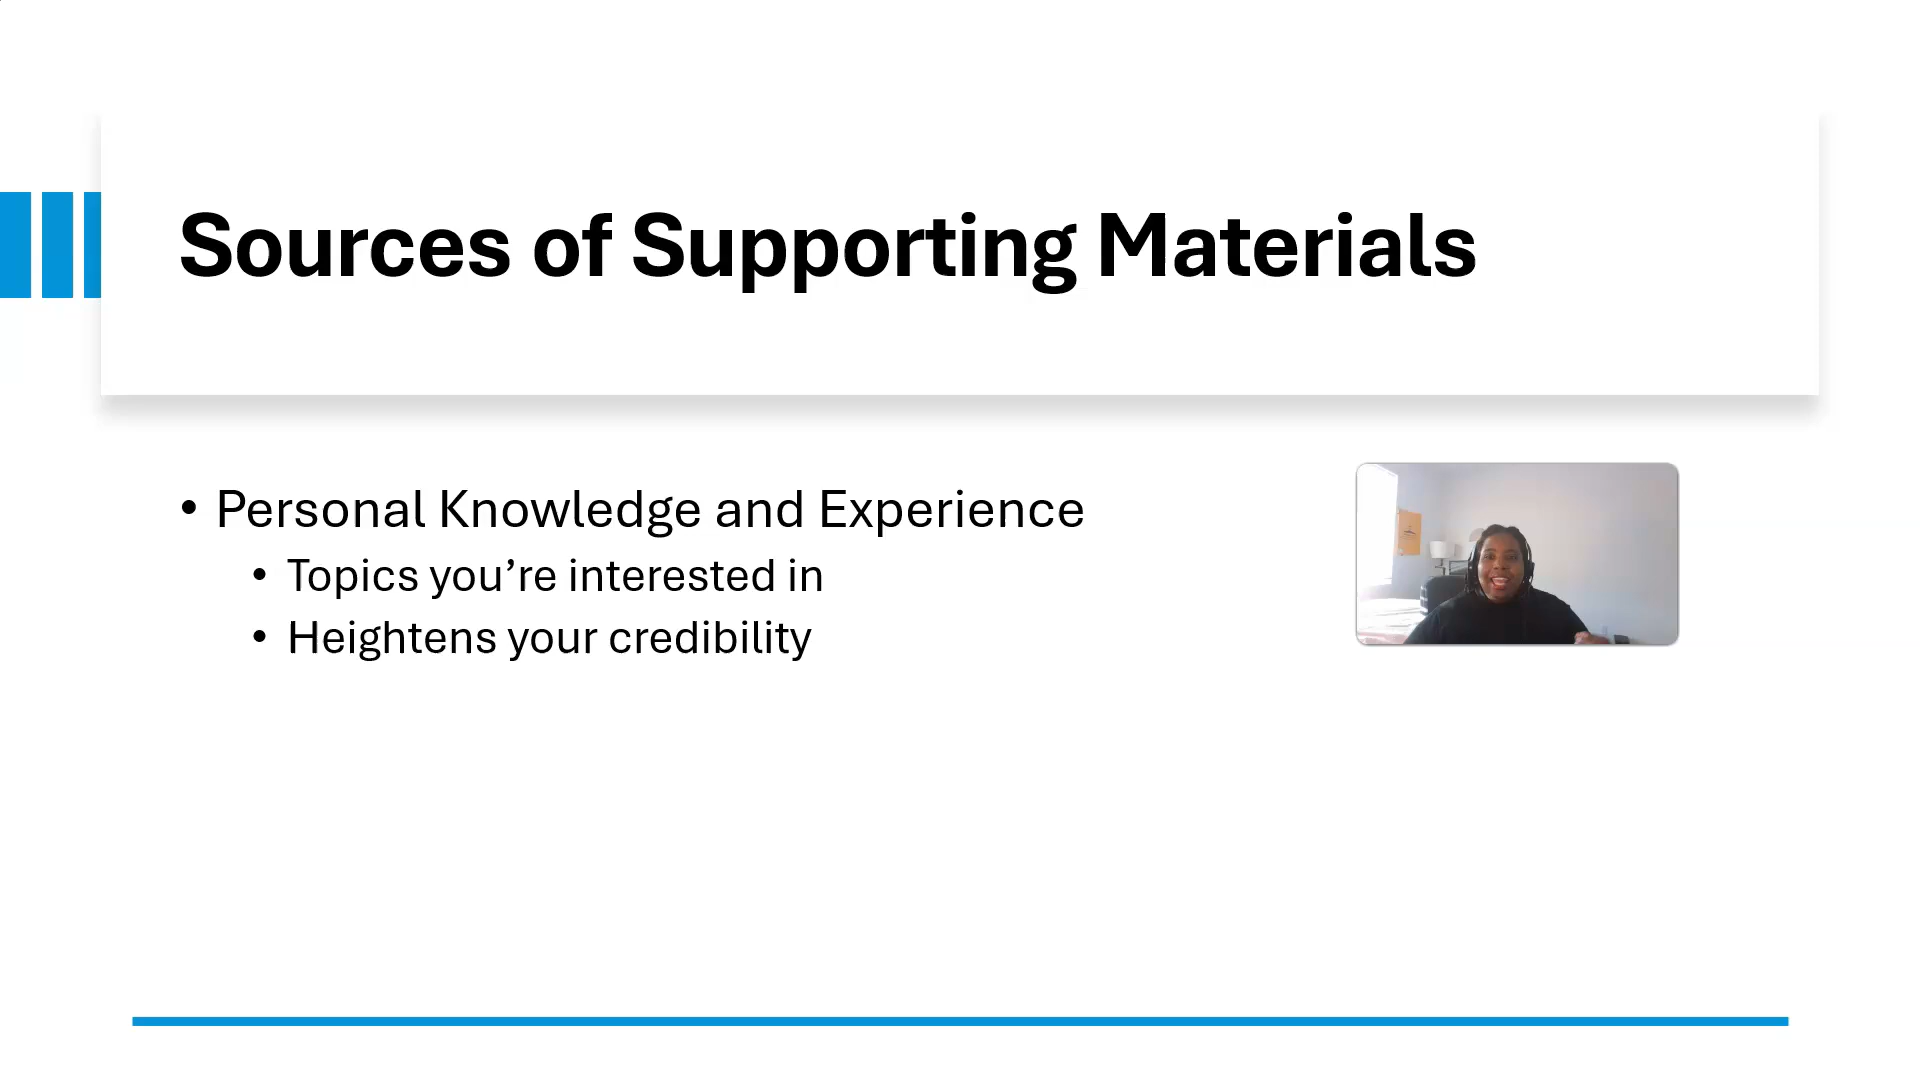 Sources of Supporting Materials
• Personal Knowledge and Experience
• Topics you’re interested in
• Heightens your credibility